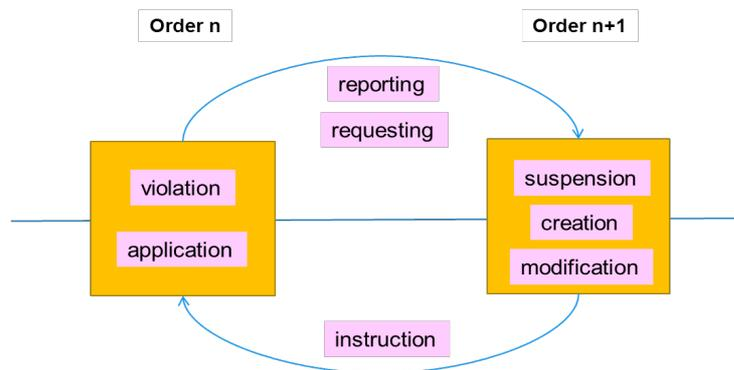 Order n
Order n+1
reporting
requesting
violation
application
suspension
creation
modification
instruction